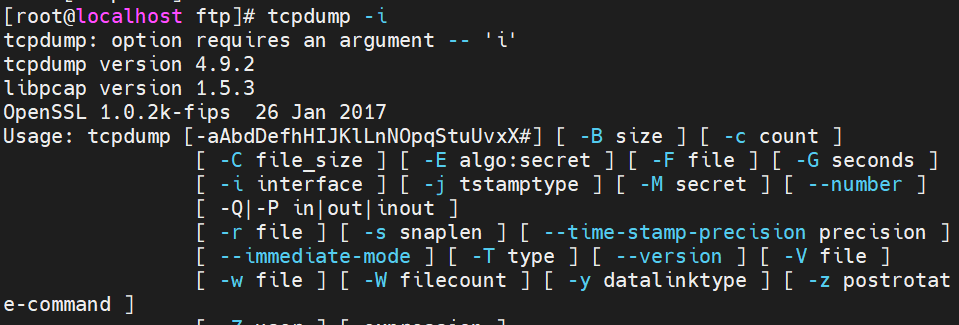 [root@localhost ftp]# tcpdump -i
tcpdump: option requires an argument -- 'i'
tcpdump version 4.9.2
libpcap version 1.5.3
OpenSSL 1.0.2k-fips  26 Jan 2017
Usage: tcpdump [-aAbdDefhHIJKlLnNOpqStuUvxX#] [ -B size ] [ -c count ]
                [ -C file_size ] [ -E algo:secret ] [ -F file ] [ -G seconds ]
                [ -i interface ] [ -j tstamptype ] [ -M secret ] [ --number ]
                [ -Q|-P in|out|inout ]
                [ -r file ] [ -s snaplen ] [ --time-stamp-precision precision ]
                [ --immediate-mode ] [ -T type ] [ --version ] [ -V file ]
                [ -w file ] [ -W filecount ] [ -y datalinktype ] [ -z postrotat
e-command ]
                [ -Z user ] [ expression ]